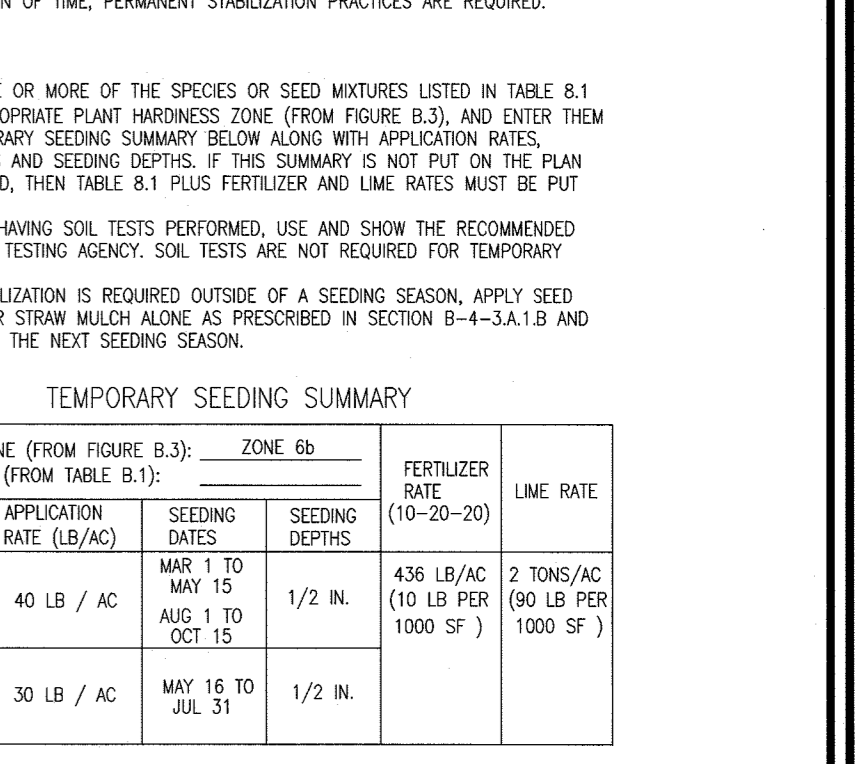 OF TIME, PERMANENT STABILIZATION PRACTICES ARE REQUIRED.
OR MORE OF THE SPECIES OR SEED MIXTURES LISTED IN TABLE 8.1
PLANT HARDINESS ZONE (FROM FIGURE B.3), AND ENTER THEM
SEEDING SUMMARY BELOW ALONG WITH APPLICATION RATES,
AND SEEDING DEPTHS. IF THIS SUMMARY IS NOT PUT ON THE PLAN
THEN TABLE 8.1 PLUS FERTILIZER AND LIME RATES MUST BE PUT
HAVING SOIL TESTS PERFORMED, USE AND SHOW THE RECOMMENDED
TESTING AGENCY. SOIL TESTS ARE NOT REQUIRED FOR TEMPORARY
IS REQUIRED OUTSIDE OF A SEEDING SEASON, APPLY SEED
STRAW MULCH ALONE AS PRESCRIBED IN SECTION B-4-3.A.1.B AND
THE NEXT SEEDING SEASON.
TEMPORARY SEEDING SUMMARY
(FROM FIGURE B.3): ZONE 6b
(FROM TABLE B.1):
FERTILIZER
RATE
(10-20-20)
LIME RATE
APPLICATION
RATE (LB/AC)
SEEDING
DATES
SEEDING
DEPTHS
40 LB / AC
MAR 1 TO
MAY 15
AUG 1 TO
OCT 15
1/2 IN.
436 LB/AC
(10 LB PER
1000 SF )
2 TONS/AC
(90 LB PER
1000 SF )
30 LB / AC
MAY 16 TO
JUL 31
1/2 IN.